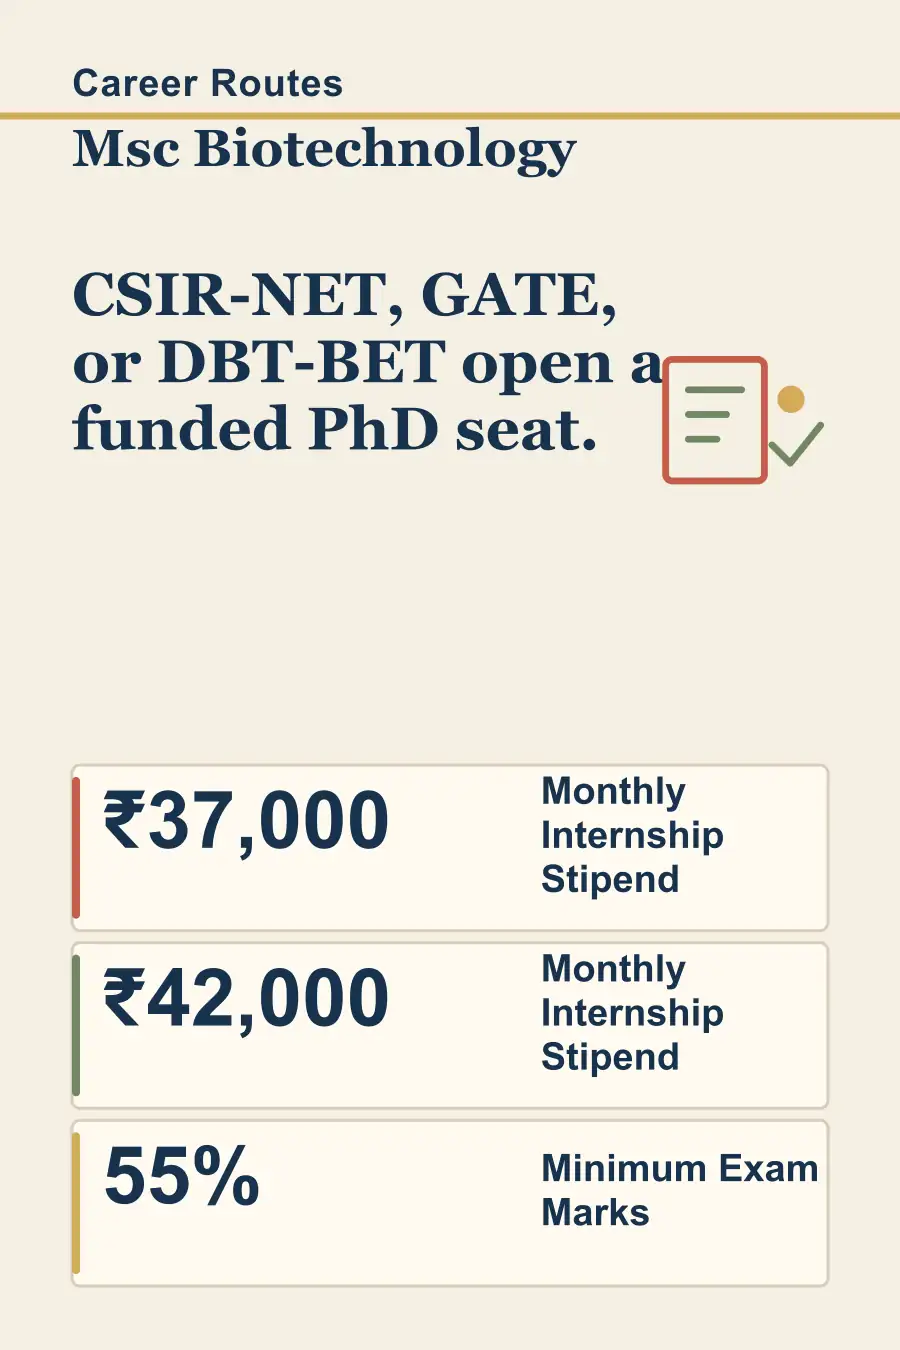 Career Routes
Msc Biotechnology
CSIR-NET, GATE,
or DBT-BET open a
funded PhD seat.
₹37,000
Monthly
Internship
Stipend
₹42,000
Monthly
Internship
Stipend
55%
Minimum Exam
Marks